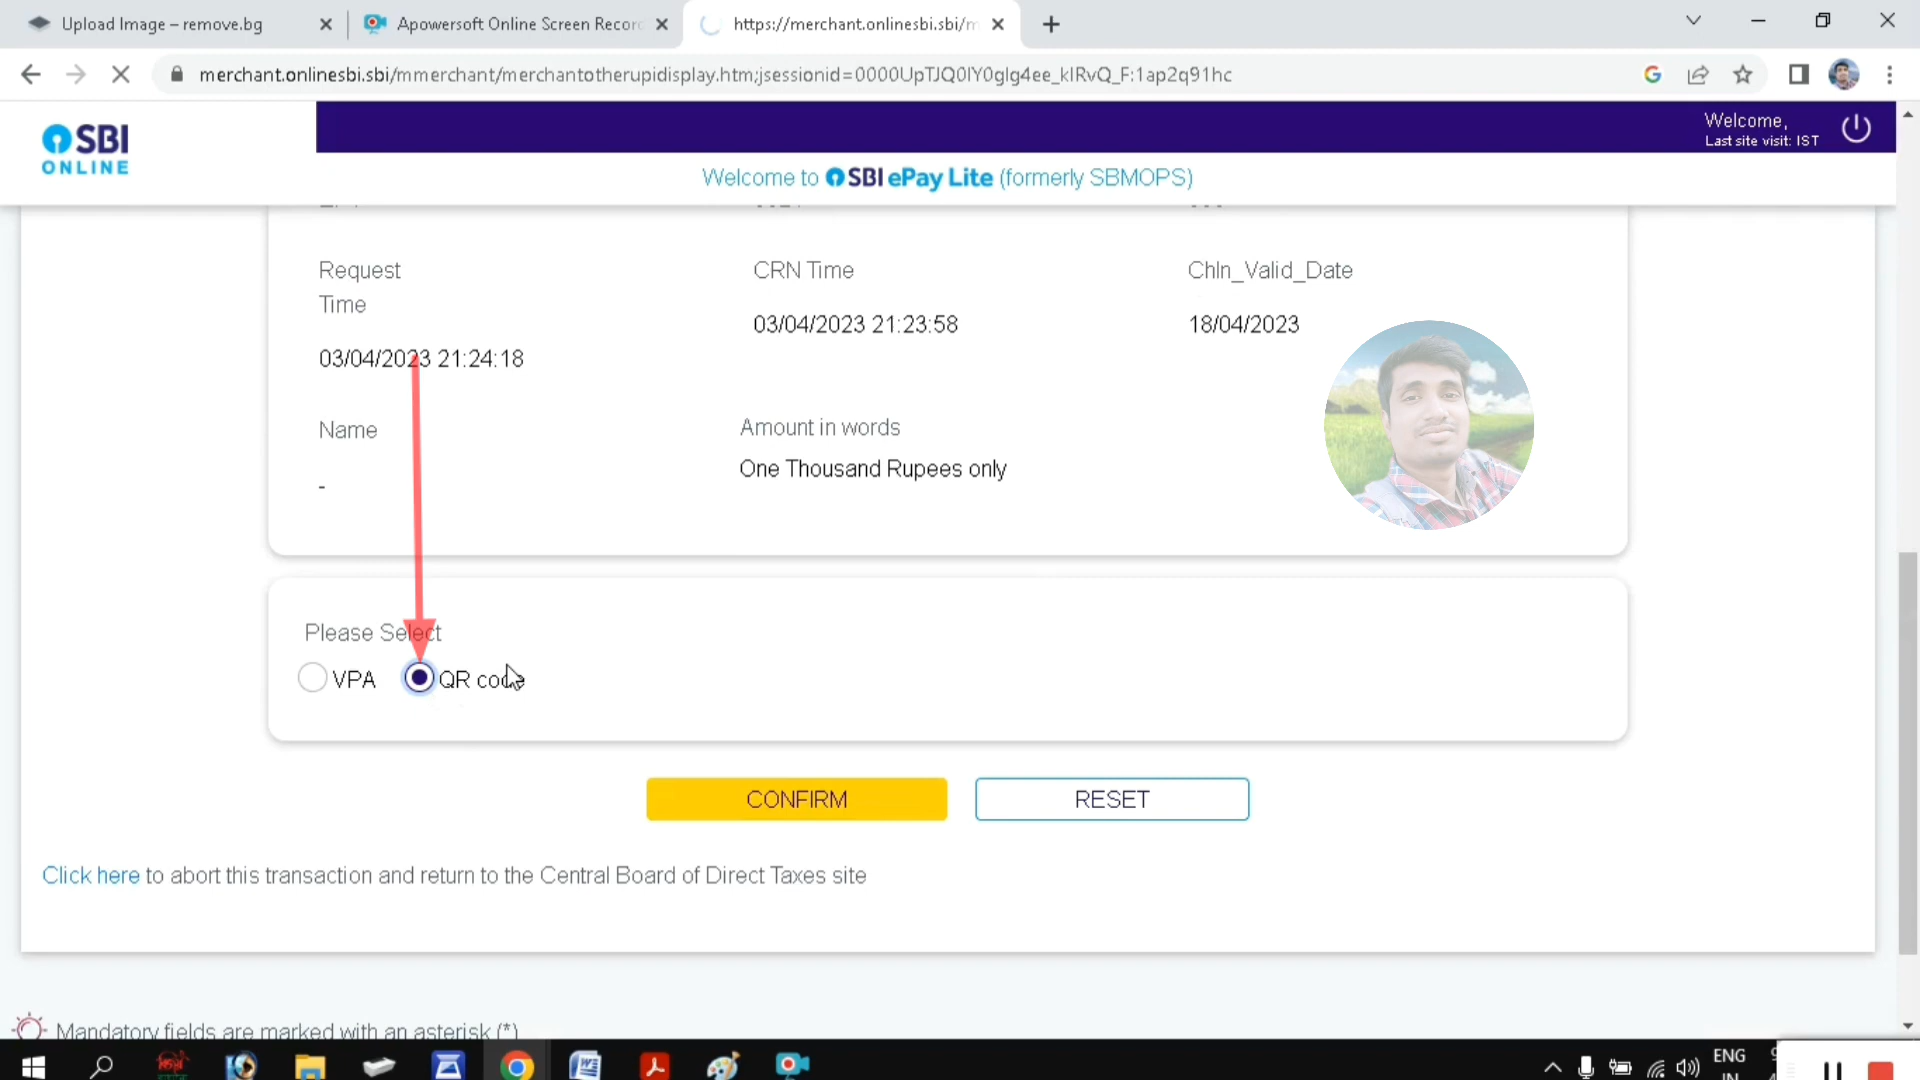 Upload Image – remove.bg
Apowersoft Online Screen Recor
https://merchant.onlinesbi.sbi/m
merchant.onlinesbi.sbi/mmerchant/merchantotherupidisplay.htm;jsessionid=0000UpTJQ0lY0glg4ee_klRvQ_F:1ap2q91hc
SBI
ONLINE
Welcome,
Last site visit: IST
Welcome to SBI ePay Lite (formerly SBMOPS)
Request
Time
CRN Time
Chln_Valid_Date
03/04/2023 21:23:58
18/04/2023
03/04/2023 21:24:18
Name
Amount in words
-
One Thousand Rupees only
Please Select
VPA
QR code
CONFIRM
RESET
Click here to abort this transaction and return to the Central Board of Direct Taxes site
Mandatory fields are marked with an asterisk (*)
ENG
IN